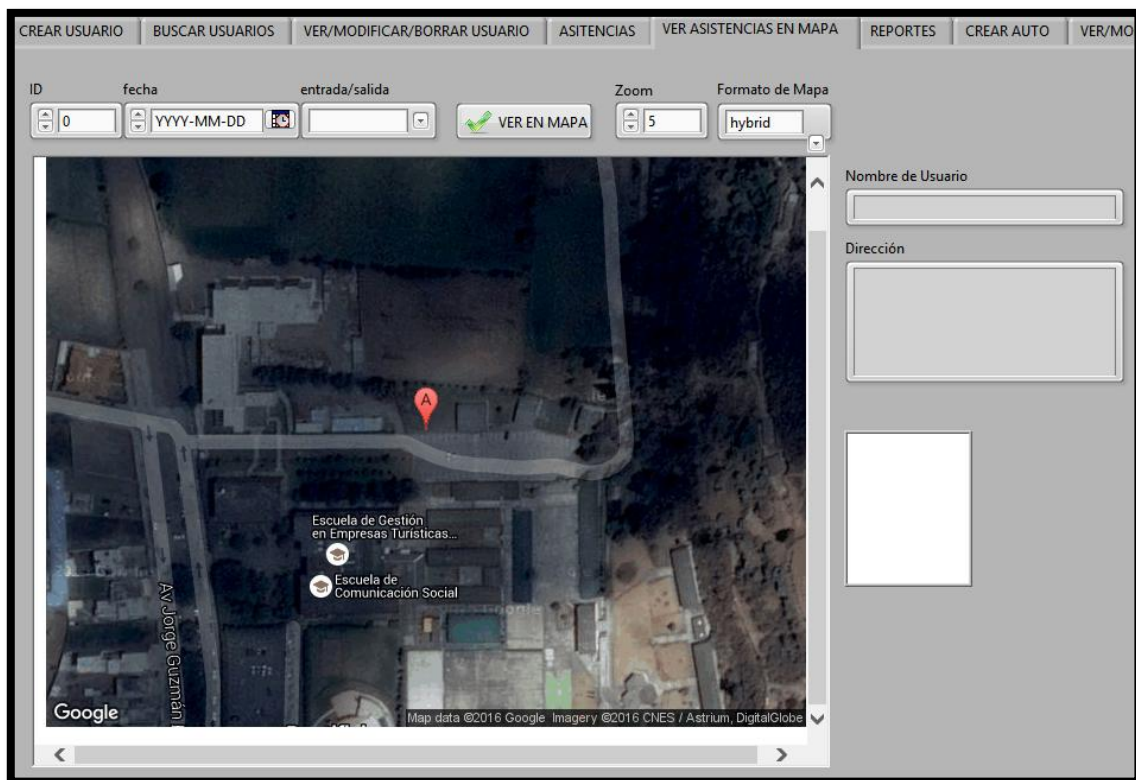 CREAR USUARIO
BUSCAR USUARIOS
VER/MODIFICAR/BORRAR USUARIO
ASITENCIAS
VER ASISTENCIAS EN MAPA
REPORTES
CREAR AUTO
VER/MO
ID
fecha
entrada/salida
Zoom
Formato de Mapa
0
YYYY-MM-DD
VER EN MAPA
5
hybrid
Nombre de Usuario
Dirección
A
Escuela de Gestión
en Empresas Turísticas...
Escuela de
Comunicación Social
Av Jorge Guzmán
Google
Map data ©2016 Google Imagery ©2016 CNES / Astrium, DigitalGlobe